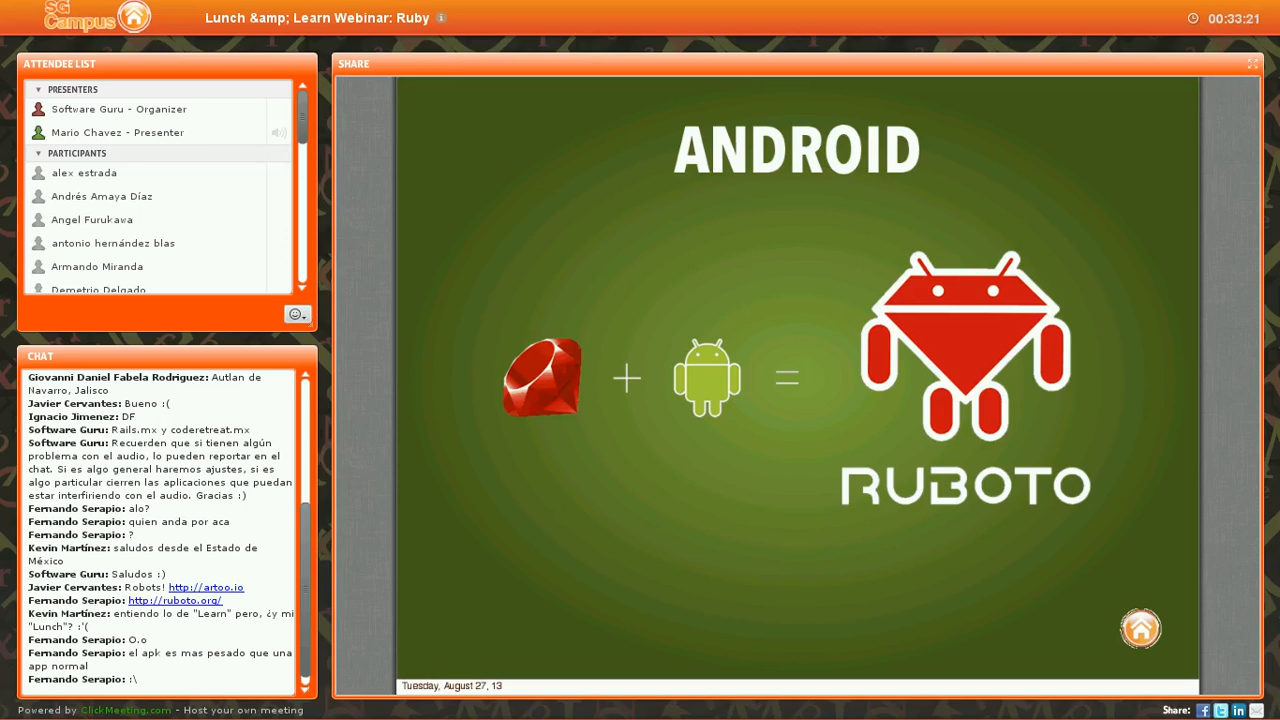 SG
Campus
Lunch &amp; Learn Webinar: Ruby
00:33:21
ATTENDEE LIST
PRESENTERS
Software Guru - Organizer
Mario Chavez - Presenter
PARTICIPANTS
alex estrada
Andrés Amaya Díaz
Angel Furukawa
antonio hernández blas
Armando Miranda
Demetrio Delgado
CHAT
Giovanni Daniel Fabela Rodriguez: Autlan de
Navarro, Jalisco
Javier Cervantes: Bueno :(
Ignacio Jimenez: DF
Software Guru: Rails.mx y coderetreat.mx
Software Guru: Recuerden que si tienen algún
problema con el audio, lo pueden reportar en el
chat. Si es algo general haremos ajustes, si es
algo particular cierren las aplicaciones que puedan
estar interfiriendo con el audio. Gracias :)
Fernando Serapio: alo?
Fernando Serapio: quien anda por aca
Fernando Serapio: ?
Kevin Martínez: saludos desde el Estado de
México
Software Guru: Saludos :)
Javier Cervantes: Robots! http://artoo.io
Fernando Serapio: http://ruboto.org/
Kevin Martínez: entiendo lo de "Learn" pero, ¿y mi
"Lunch"? :'(
Fernando Serapio: O.o
Fernando Serapio: el apk es mas pesado que una
app normal
Fernando Serapio: :\
SHARE
ANDROID
+
=
RUBOTO
Tuesday, August 27, 13
Powered by ClickMeeting.com - Host your own meeting
Share: